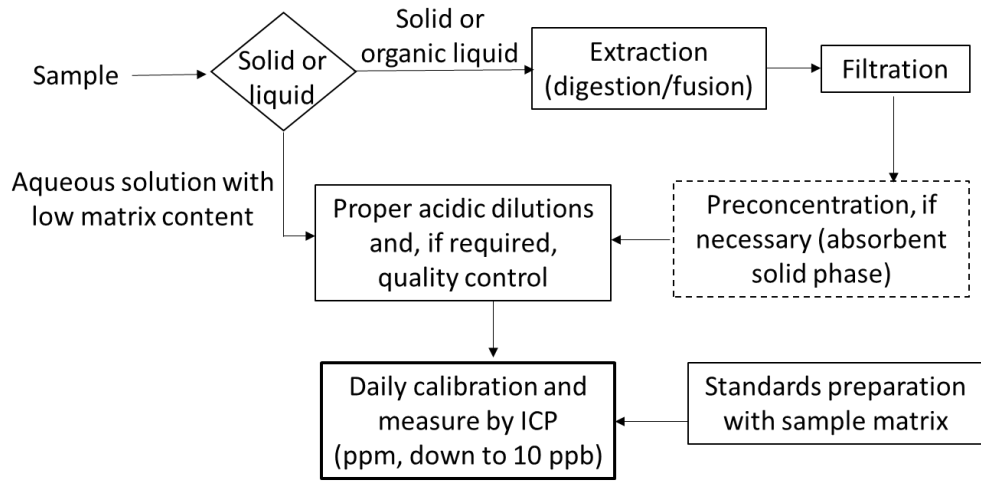 Sample
Solid or
liquid
Solid or
organic liquid
Extraction
(digestion/fusion)
Filtration
Aqueous solution with
low matrix content
Proper acidic dilutions
and, if required,
quality control
Preconcentration, if
necessary (absorbent
solid phase)
Daily calibration and
measure by ICP
(ppm, down to 10 ppb)
Standards preparation
with sample matrix